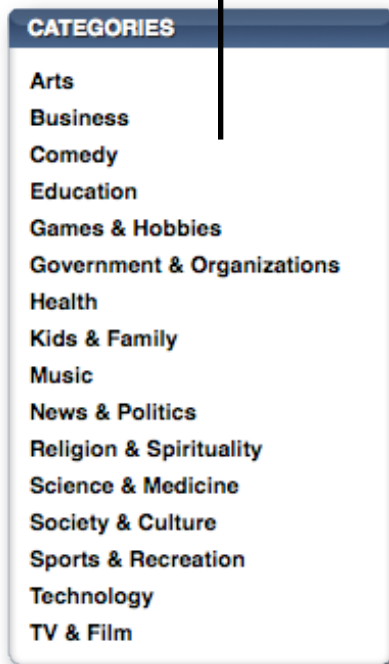 CATEGORIES
Arts
Business
Comedy
Education
Games & Hobbies
Government & Organizations
Health
Kids & Family
Music
News & Politics
Religion & Spirituality
Science & Medicine
Society & Culture
Sports & Recreation
Technology
TV & Film